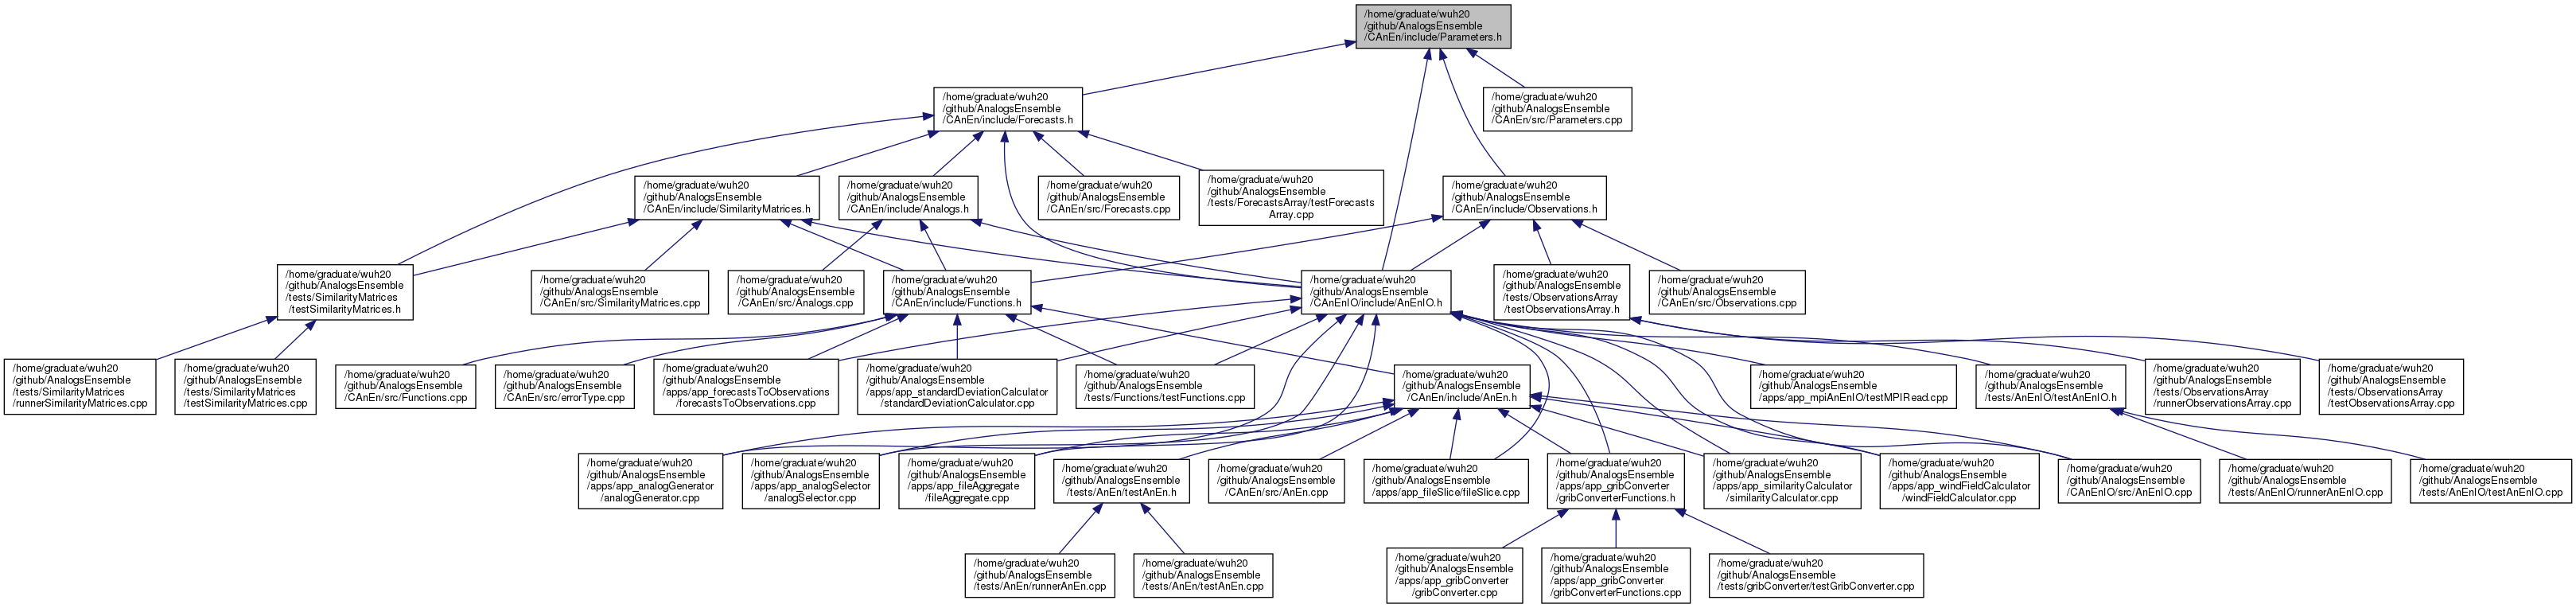 /home/graduate/wuh20
/github/AnalogsEnsemble
/CAnEn/include/Parameters.h
/home/graduate/wuh20
/github/AnalogsEnsemble
/CAnEn/include/Forecasts.h
/home/graduate/wuh20
/github/AnalogsEnsemble
/CAnEn/src/Parameters.cpp
/home/graduate/wuh20
/github/AnalogsEnsemble
/CAnEn/include/SimilarityMatrices.h
/home/graduate/wuh20
/github/AnalogsEnsemble
/CAnEn/include/Analogs.h
/home/graduate/wuh20
/github/AnalogsEnsemble
/CAnEn/src/Forecasts.cpp
/home/graduate/wuh20
/github/AnalogsEnsemble
/tests/ForecastsArray/testForecasts
Array.cpp
/home/graduate/wuh20
/github/AnalogsEnsemble
/CAnEn/include/Observations.h
/home/graduate/wuh20
/github/AnalogsEnsemble
/tests/SimilarityMatrices
/testSimilarityMatrices.h
/home/graduate/wuh20
/github/AnalogsEnsemble
/CAnEn/src/SimilarityMatrices.cpp
/home/graduate/wuh20
/github/AnalogsEnsemble
/CAnEn/src/Analogs.cpp
/home/graduate/wuh20
/github/AnalogsEnsemble
/CAnEn/include/Functions.h
/home/graduate/wuh20
/github/AnalogsEnsemble
/CAnEnIO/include/AnEnIO.h
/home/graduate/wuh20
/github/AnalogsEnsemble
/tests/ObservationsArray
/testObservationsArray.h
/home/graduate/wuh20
/github/AnalogsEnsemble
/CAnEn/src/Observations.cpp
/home/graduate/wuh20
/github/AnalogsEnsemble
/tests/SimilarityMatrices
/runnerSimilarityMatrices.cpp
/home/graduate/wuh20
/github/AnalogsEnsemble
/tests/SimilarityMatrices
/testSimilarityMatrices.cpp
/home/graduate/wuh20
/github/AnalogsEnsemble
/CAnEn/src/Functions.cpp
/home/graduate/wuh20
/github/AnalogsEnsemble
/CAnEn/src/errorType.cpp
/home/graduate/wuh20
/github/AnalogsEnsemble
/apps/app_forecastsToObservations
/forecastsToObservations.cpp
/home/graduate/wuh20
/github/AnalogsEnsemble
/apps/app_standardDeviationCalculator
/standardDeviationCalculator.cpp
/home/graduate/wuh20
/github/AnalogsEnsemble
/tests/Functions/testFunctions.cpp
/home/graduate/wuh20
/github/AnalogsEnsemble
/CAnEn/include/AnEn.h
/home/graduate/wuh20
/github/AnalogsEnsemble
/apps/app_mpiAnEnIO/testMPIRead.cpp
/home/graduate/wuh20
/github/AnalogsEnsemble
/tests/AnEnIO/testAnEnIO.h
/home/graduate/wuh20
/github/AnalogsEnsemble
/tests/ObservationsArray
/runnerObservationsArray.cpp
/home/graduate/wuh20
/github/AnalogsEnsemble
/tests/ObservationsArray
/testObservationsArray.cpp
/home/graduate/wuh20
/github/AnalogsEnsemble
/apps/app_analogGenerator
/analogGenerator.cpp
/home/graduate/wuh20
/github/AnalogsEnsemble
/apps/app_analogSelector
/analogSelector.cpp
/home/graduate/wuh20
/github/AnalogsEnsemble
/apps/app_fileAggregate
/fileAggregate.cpp
/home/graduate/wuh20
/github/AnalogsEnsemble
/tests/AnEn/testAnEn.h
/home/graduate/wuh20
/github/AnalogsEnsemble
/CAnEn/src/AnEn.cpp
/home/graduate/wuh20
/github/AnalogsEnsemble
/apps/app_fileSlice/fileSlice.cpp
/home/graduate/wuh20
/github/AnalogsEnsemble
/apps/app_gribConverter
/gribConverterFunctions.h
/home/graduate/wuh20
/github/AnalogsEnsemble
/apps/app_similarityCalculator
/similarityCalculator.cpp
/home/graduate/wuh20
/github/AnalogsEnsemble
/apps/app_windFieldCalculator
/windFieldCalculator.cpp
/home/graduate/wuh20
/github/AnalogsEnsemble
/CAnEnIO/src/AnEnIO.cpp
/home/graduate/wuh20
/github/AnalogsEnsemble
/tests/AnEnIO/runnerAnEnIO.cpp
/home/graduate/wuh20
/github/AnalogsEnsemble
/tests/AnEnIO/testAnEnIO.cpp
/home/graduate/wuh20
/github/AnalogsEnsemble
/tests/AnEn/runnerAnEn.cpp
/home/graduate/wuh20
/github/AnalogsEnsemble
/tests/AnEn/testAnEn.cpp
/home/graduate/wuh20
/github/AnalogsEnsemble
/apps/app_gribConverter
/gribConverter.cpp
/home/graduate/wuh20
/github/AnalogsEnsemble
/apps/app_gribConverter
/gribConverterFunctions.cpp
/home/graduate/wuh20
/github/AnalogsEnsemble
/tests/gribConverter/testGribConverter.cpp